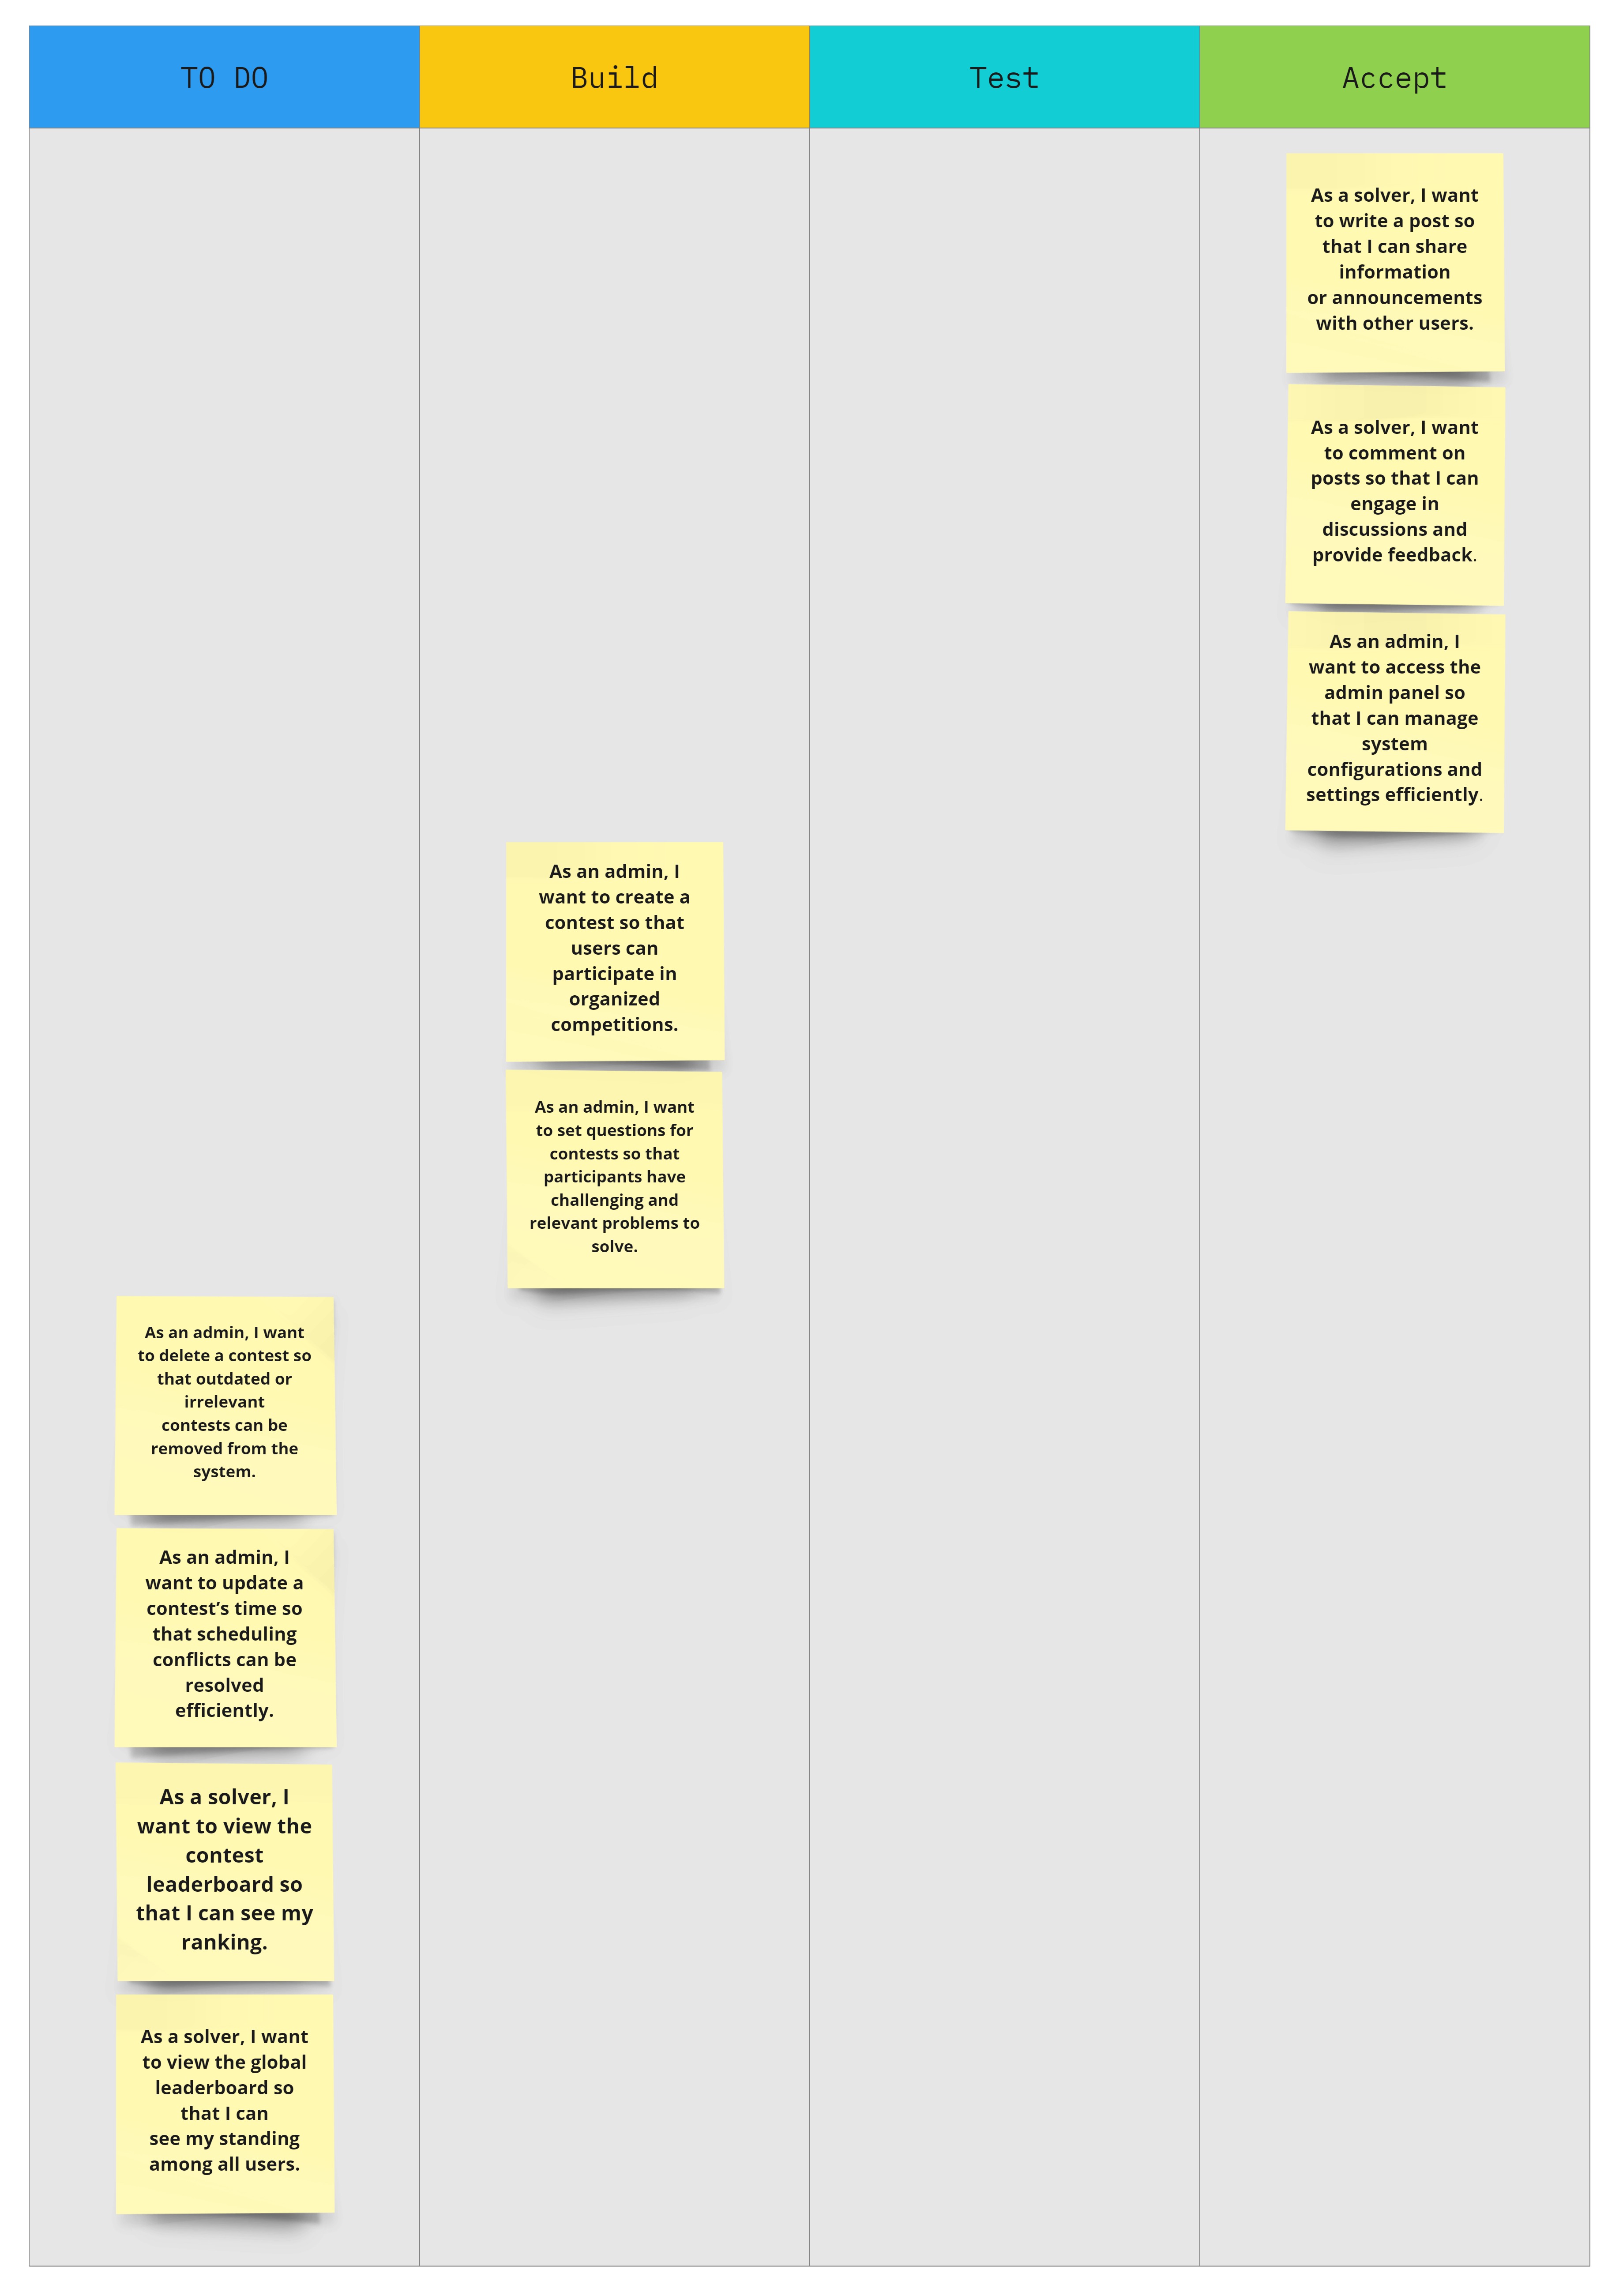 TO DO
Build
Test
Accept
As a solver, I want
to write a post so
that I can share
information
or announcements
with other users.
As a solver, I want
to comment on
posts so that I can
engage in
discussions and
provide feedback.
As an admin, I
want to access the
admin panel so
that I can manage
system
configurations and
settings efficiently.
As an admin, I
want to create a
contest so that
users can
participate in
organized
competitions.
As an admin, I want
to set questions for
contests so that
participants have
challenging and
relevant problems to
solve.
As an admin, I want
to delete a contest so
that outdated or
irrelevant
contests can be
removed from the
system.
As an admin, I
want to update a
contest’s time so
that scheduling
conflicts can be
resolved
efficiently.
As a solver, I
want to view the
contest
leaderboard so
that I can see my
ranking.
As a solver, I want
to view the global
leaderboard so
that I can
see my standing
among all users.